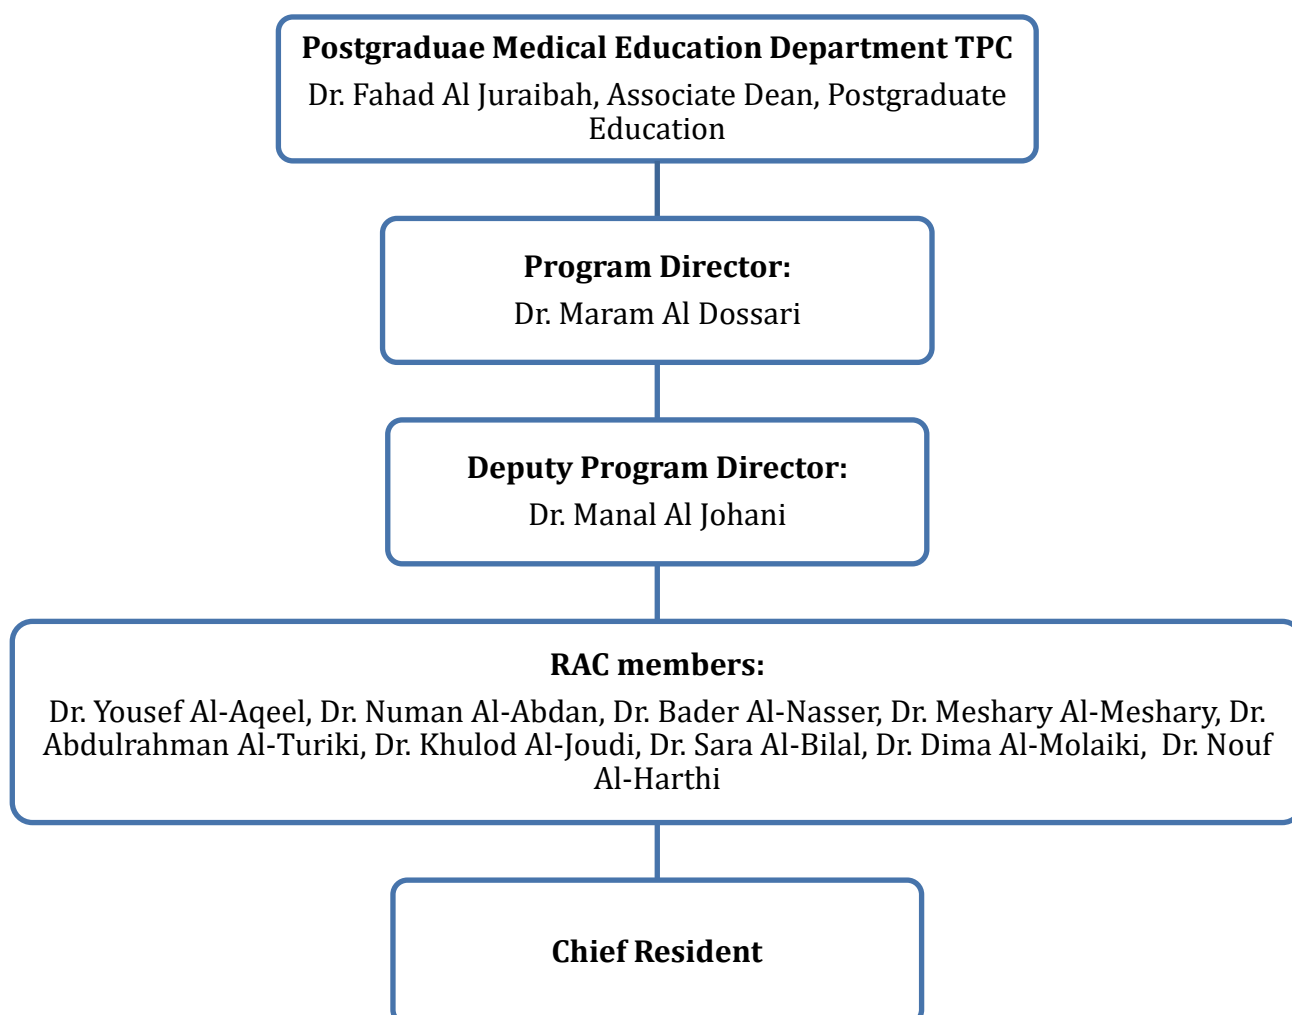 Postgraduae Medical Education Department TPC
Dr. Fahad Al Juraibah, Associate Dean, Postgraduate
Education
Program Director:
Dr. Maram Al Dossari
Deputy Program Director:
Dr. Manal Al Johani
RAC members:
Dr. Yousef Al-Aqeel, Dr. Numan Al-Abdan, Dr. Bader Al-Nasser, Dr. Meshary Al-Meshary, Dr.
Abdulrahman Al-Turiki, Dr. Khulod Al-Joudi, Dr. Sara Al-Bilal, Dr. Dima Al-Molaiki,  Dr. Nouf
Al-Harthi
Chief Resident